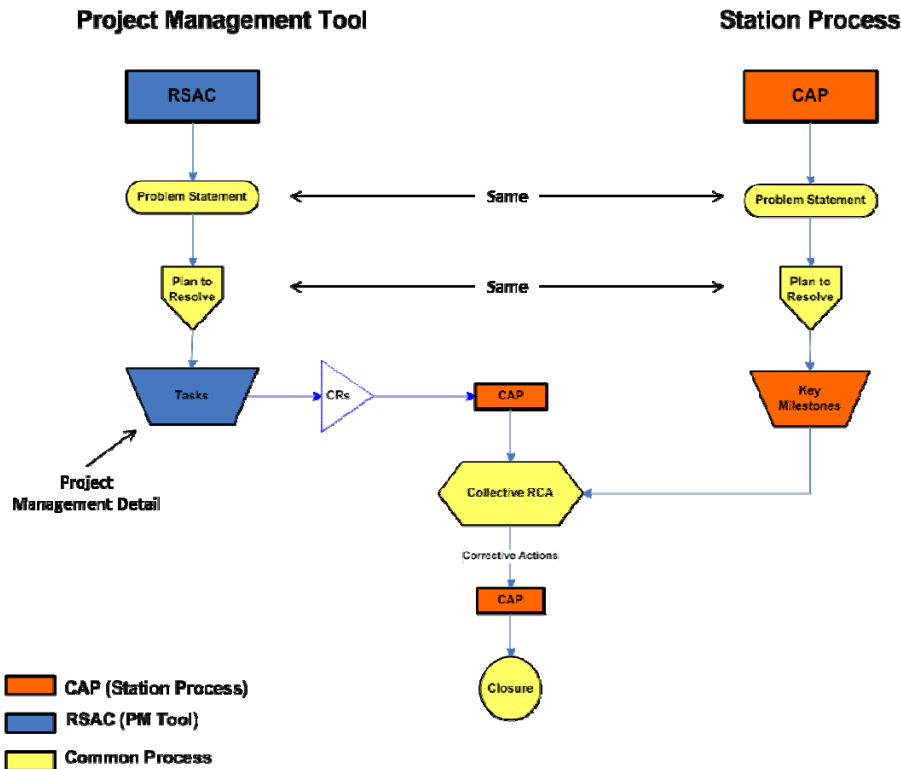 Project Management Tool
Station Process
RSAC
CAP
Problem Statement
Same
Problem Statement
Plan to
Resolve
Same
Plan to
Resolve
Tasks
CRs
CAP
Key
Milestones
Project
Management Detail
Collective RCA
Corrective Actions
CAP
Closure
CAP (Station Process)
RSAC (PM Tool)
Common Process